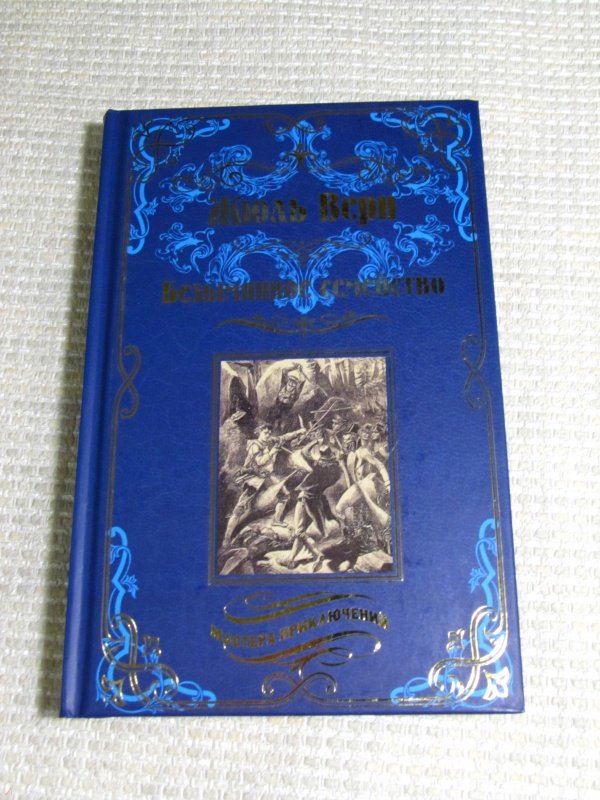 Жюль Верн
Безымянное семейство
МАСТЕРА ПРИКЛЮЧЕНИЙ